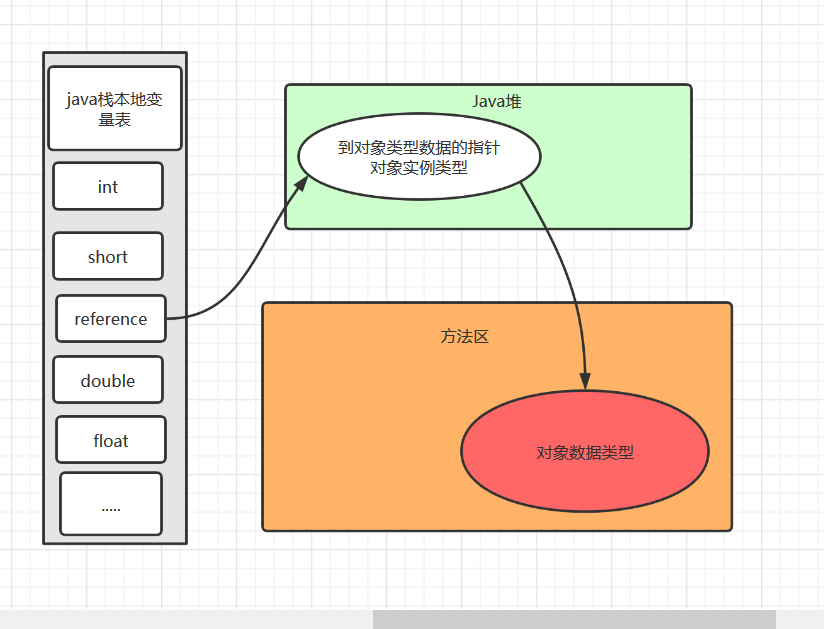 java栈本地变
量表
int
short
reference
double
float
.....
Java堆
到对象类型数据的指针
对象实例类型
方法区
对象数据类型